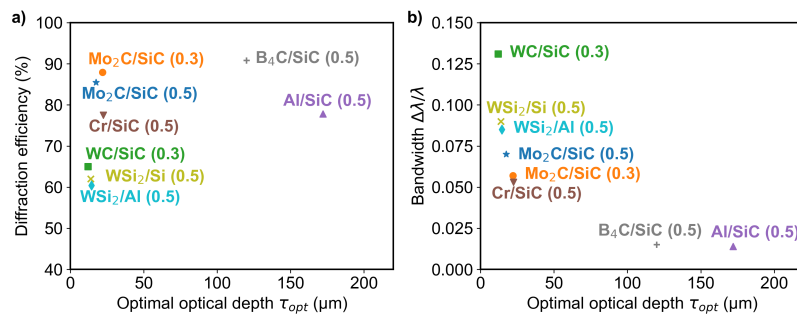 a)
100
90
80
70
60
50
40
Diffraction efficiency (%)
Mo₂C/SiC (0.3)
B₄C/SiC (0.5)
Mo₂C/SiC (0.5)
Al/SiC (0.5)
Cr/SiC (0.5)
WC/SiC (0.3)
WSi₂/Si (0.5)
WSi₂/Al (0.5)
0 50 100 150 200
Optimal optical depth τₒₚₜ (µm)
b)
0.150
0.125
0.100
0.075
0.050
0.025
0.000
Bandwidth Δλ/λ
WC/SiC (0.3)
WSi₂/Si (0.5)
WSi₂/Al (0.5)
Mo₂C/SiC (0.5)
Mo₂C/SiC (0.3)
Cr/SiC (0.5)
B₄C/SiC (0.5)
Al/SiC (0.5)
0 50 100 150 200
Optimal optical depth τₒₚₜ (µm)